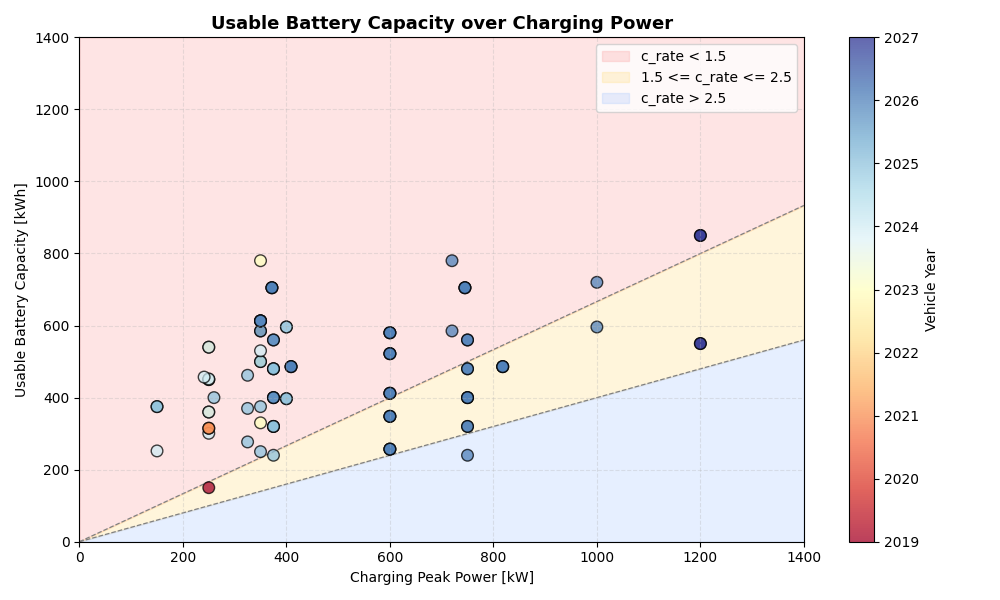 Usable Battery Capacity over Charging Power
Usable Battery Capacity [kWh]
1400
1200
1000
800
600
400
200
0
c_rate < 1.5
1.5 <= c_rate <= 2.5
c_rate > 2.5
0 200 400 600 800 1000 1200 1400
Charging Peak Power [kW]
2027
2026
2025
2024
2023
2022
2021
2020
2019
Vehicle Year